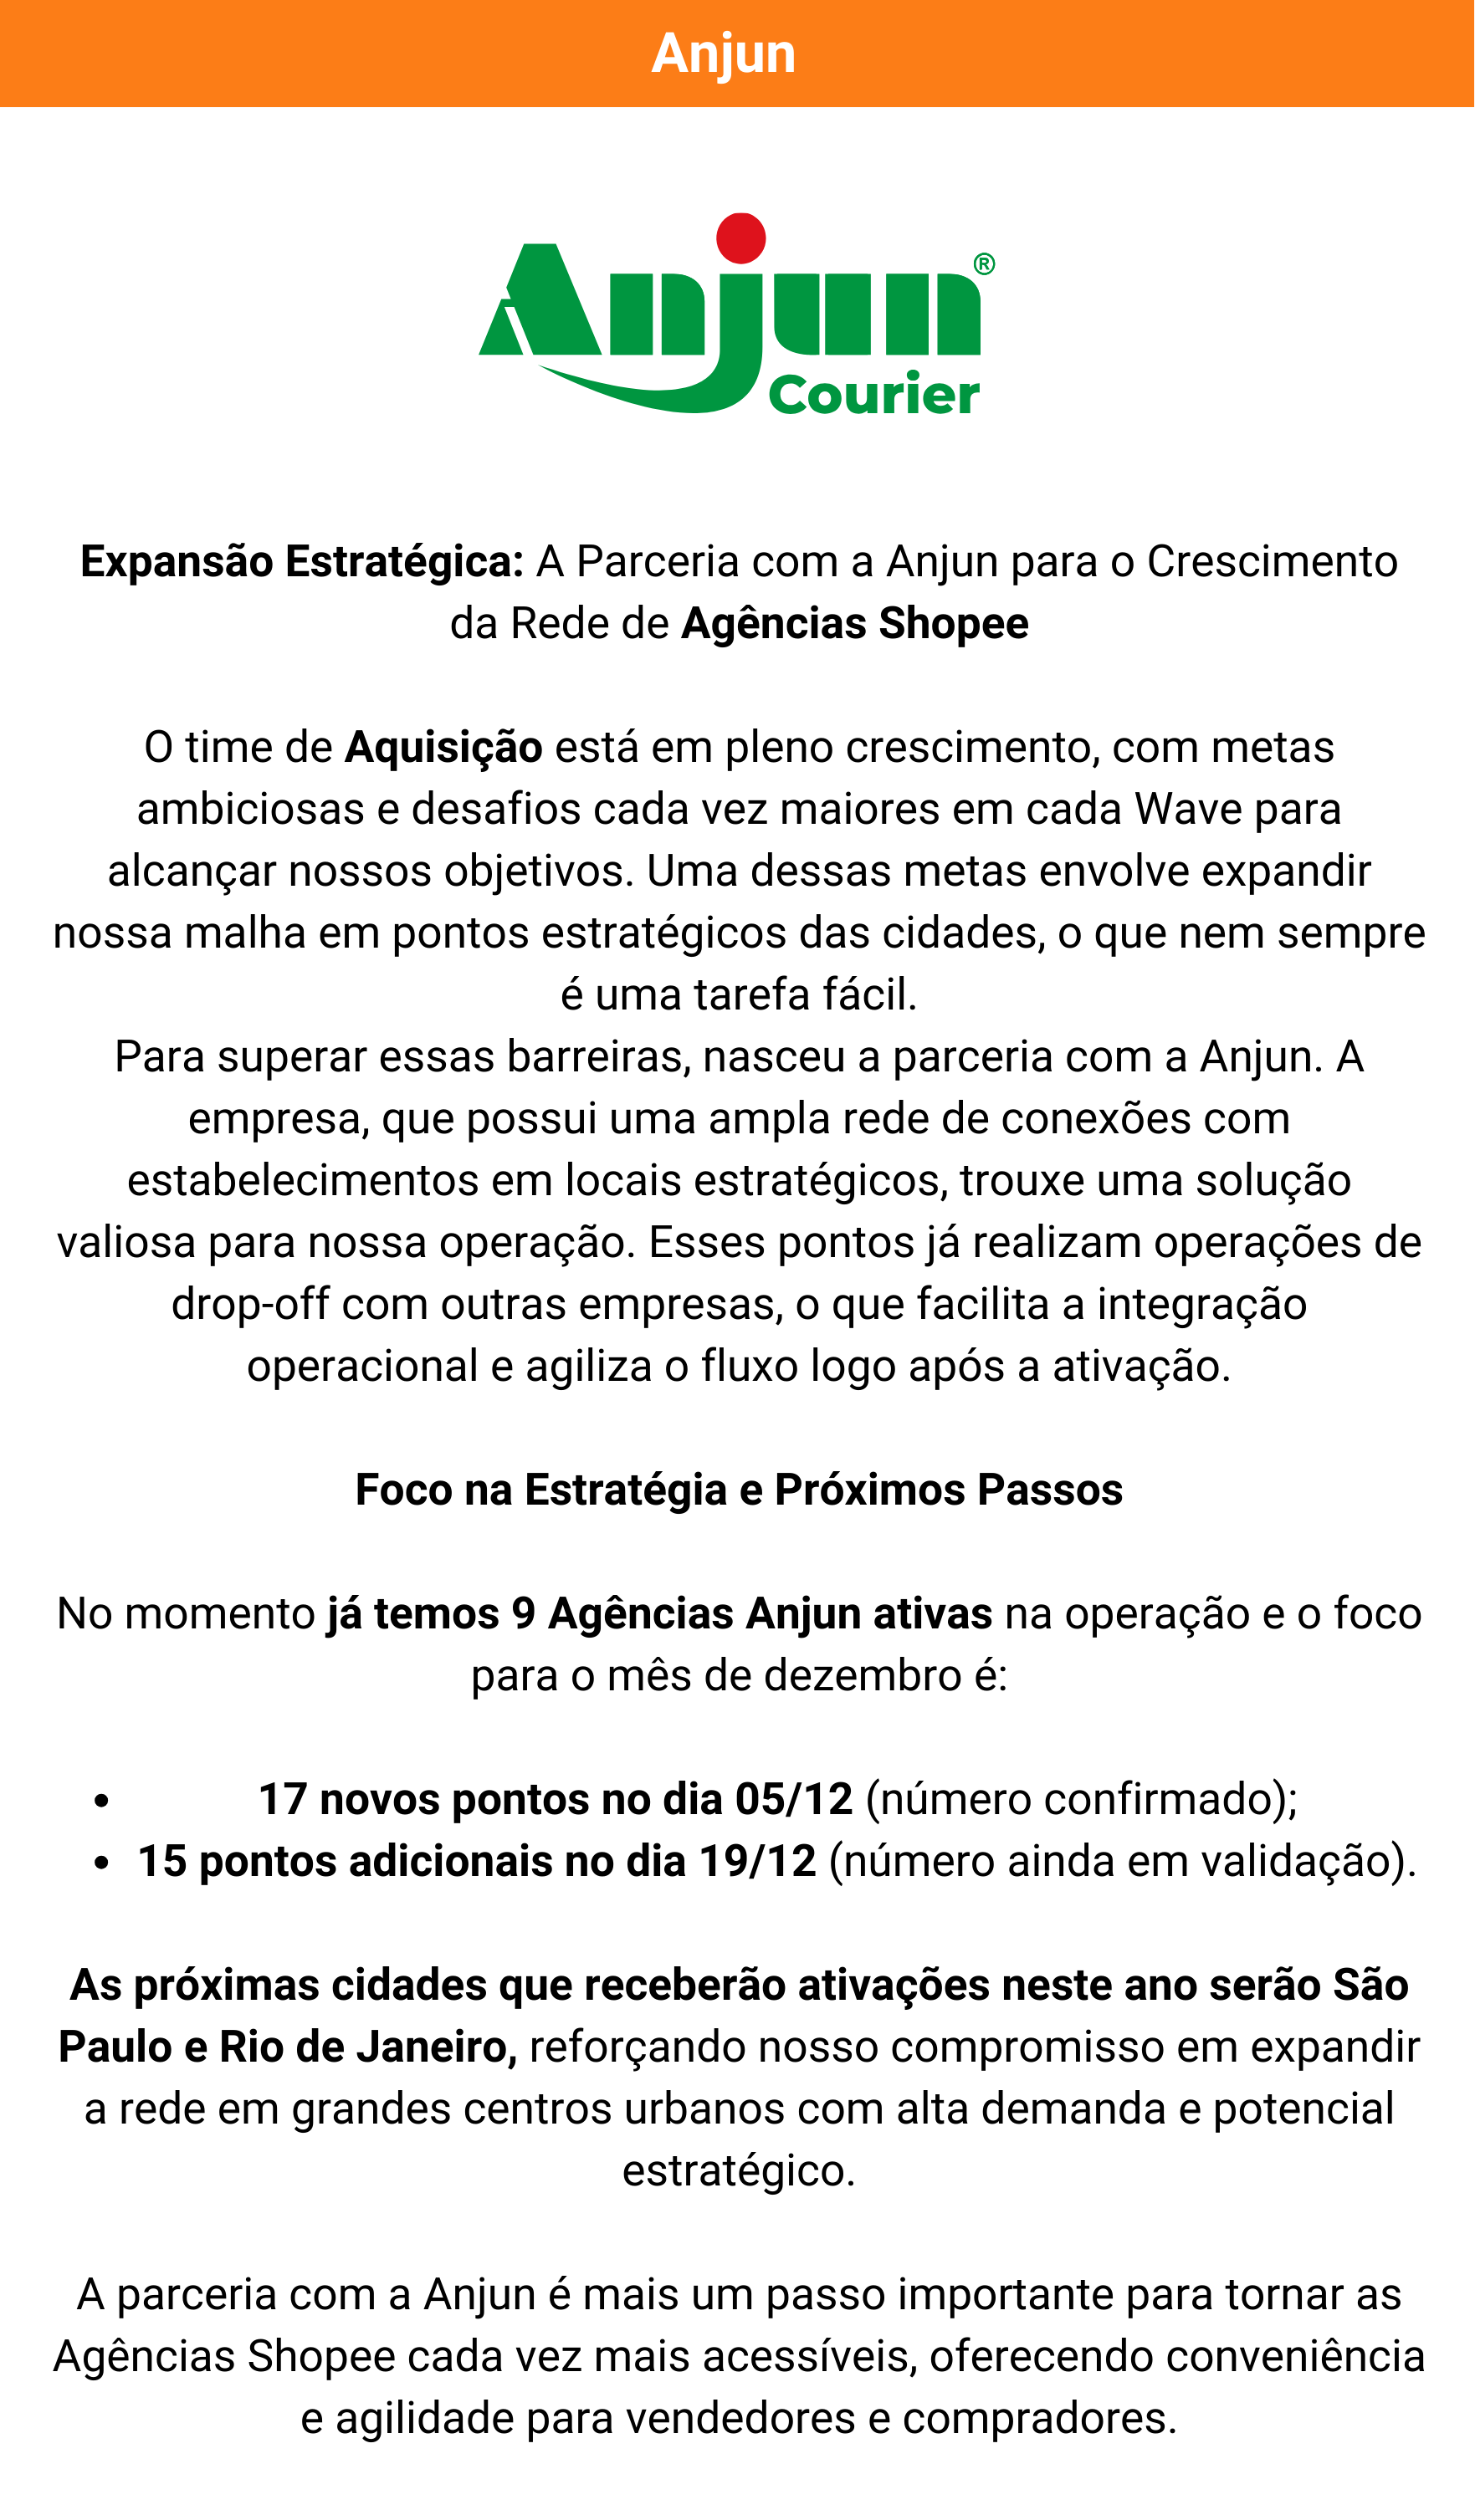 Anjun
Anjun®
Courier
Expansão Estratégica: A Parceria com a Anjun para o Crescimento
da Rede de Agências Shopee
O time de Aquisição está em pleno crescimento, com metas
ambiciosas e desafios cada vez maiores em cada Wave para
alcançar nossos objetivos. Uma dessas metas envolve expandir
nossa malha em pontos estratégicos das cidades, o que nem sempre
é uma tarefa fácil.
Para superar essas barreiras, nasceu a parceria com a Anjun. A
empresa, que possui uma ampla rede de conexões com
estabelecimentos em locais estratégicos, trouxe uma solução
valiosa para nossa operação. Esses pontos já realizam operações de
drop-off com outras empresas, o que facilita a integração
operacional e agiliza o fluxo logo após a ativação.
Foco na Estratégia e Próximos Passos
No momento já temos 9 Agências Anjun ativas na operação e o foco
para o mês de dezembro é:
• 17 novos pontos no dia 05/12 (número confirmado);
• 15 pontos adicionais no dia 19/12 (número ainda em validação).
As próximas cidades que receberão ativações neste ano serão São
Paulo e Rio de Janeiro, reforçando nosso compromisso em expandir
a rede em grandes centros urbanos com alta demanda e potencial
estratégico.
A parceria com a Anjun é mais um passo importante para tornar as
Agências Shopee cada vez mais acessíveis, oferecendo conveniência
e agilidade para vendedores e compradores.